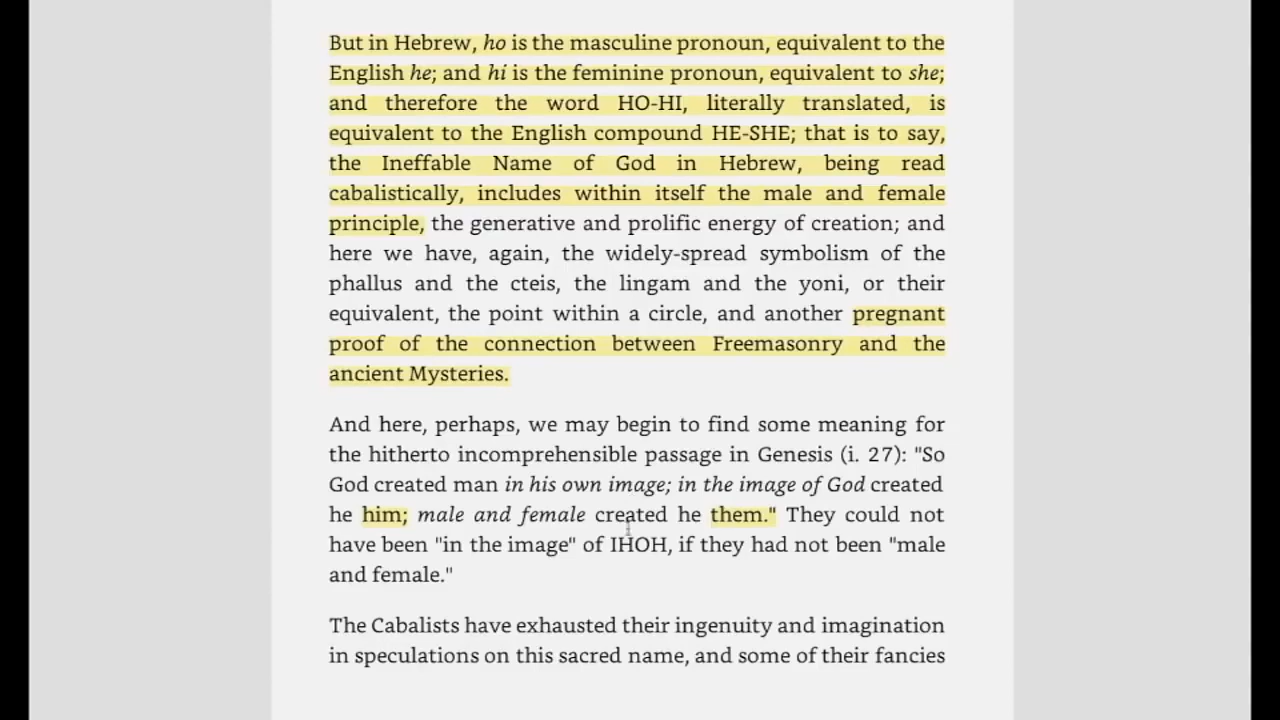 But in Hebrew, ho is the masculine pronoun, equivalent to the
English he; and hi is the feminine pronoun, equivalent to she;
and therefore the word HO-HI, literally translated, is
equivalent to the English compound HE-SHE; that is to say,
the Ineffable Name of God in Hebrew, being read
cabalistically, includes within itself the male and female
principle, the generative and prolific energy of creation; and
here we have, again, the widely-spread symbolism of the
phallus and the cteis, the lingam and the yoni, or their
equivalent, the point within a circle, and another pregnant
proof of the connection between Freemasonry and the
ancient Mysteries.
And here, perhaps, we may begin to find some meaning for
the hitherto incomprehensible passage in Genesis (i. 27): "So
God created man in his own image; in the image of God created
he him; male and female created he them." They could not
have been "in the image" of IHOH, if they had not been "male
and female."
The Cabalists have exhausted their ingenuity and imagination
in speculations on this sacred name, and some of their fancies